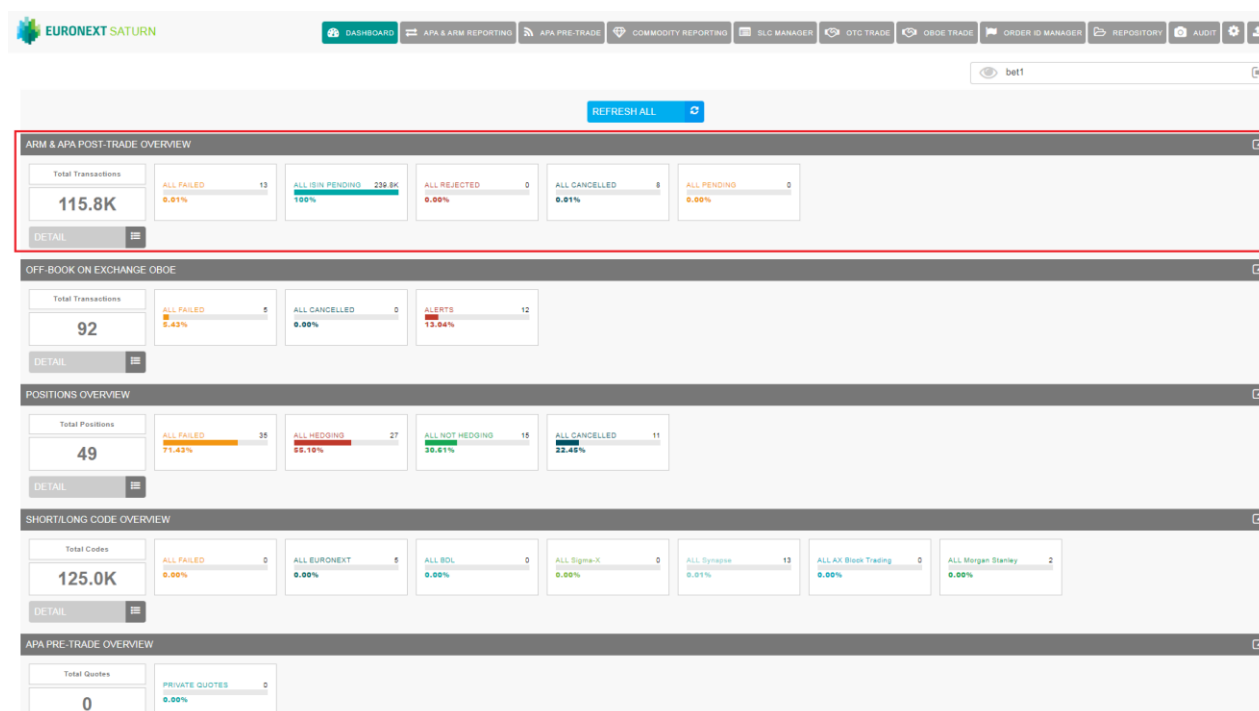 EURONEXT SATURN
DASHBOARD APA & ARM REPORTING APA PRE-TRADE COMMODITY REPORTING SLC MANAGER OTC TRADE OBOE TRADE ORDER ID MANAGER REPOSITORY AUDIT
bet1
REFRESH ALL
ARM & APA POST-TRADE OVERVIEW
Total Transactions
115.8K
DETAIL
ALL FAILED 13
0.01%
ALL ISIN PENDING 239.8K
100%
ALL REJECTED 0
0.00%
ALL CANCELLED 8
0.01%
ALL PENDING 0
0.00%
OFF-BOOK ON EXCHANGE OBOE
Total Transactions
92
DETAIL
ALL FAILED 5
5.43%
ALL CANCELLED 0
0.00%
ALERTS 12
13.04%
POSITIONS OVERVIEW
Total Positions
49
DETAIL
ALL FAILED 35
71.43%
ALL HEDGING 27
55.10%
ALL NOT HEDGING 15
30.61%
ALL CANCELLED 11
22.45%
SHORT/LONG CODE OVERVIEW
Total Codes
125.0K
DETAIL
ALL FAILED 0
0.00%
ALL EURONEXT 5
0.00%
ALL BDL 0
0.00%
ALL Sigma-X 0
0.00%
ALL Synapse 13
0.01%
ALL AX Block Trading 0
0.00%
ALL Morgan Stanley 2
0.00%
APA PRE-TRADE OVERVIEW
Total Quotes
0
PRIVATE QUOTES 0
0.00%